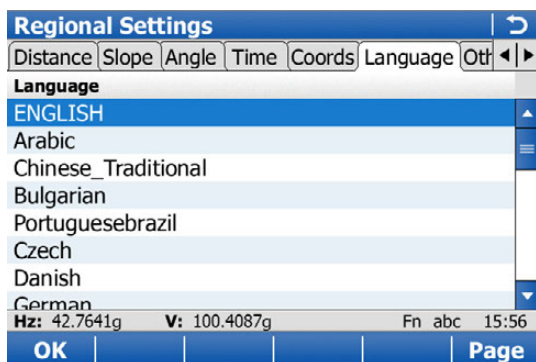 Regional Settings
Distance Slope Angle Time Coords Language Oth
Language
ENGLISH
Arabic
Chinese_Traditional
Bulgarian
Portuguesebrazil
Czech
Danish
German
Hz: 42.7641g V: 100.4087g Fn abc 15:56
OK Page